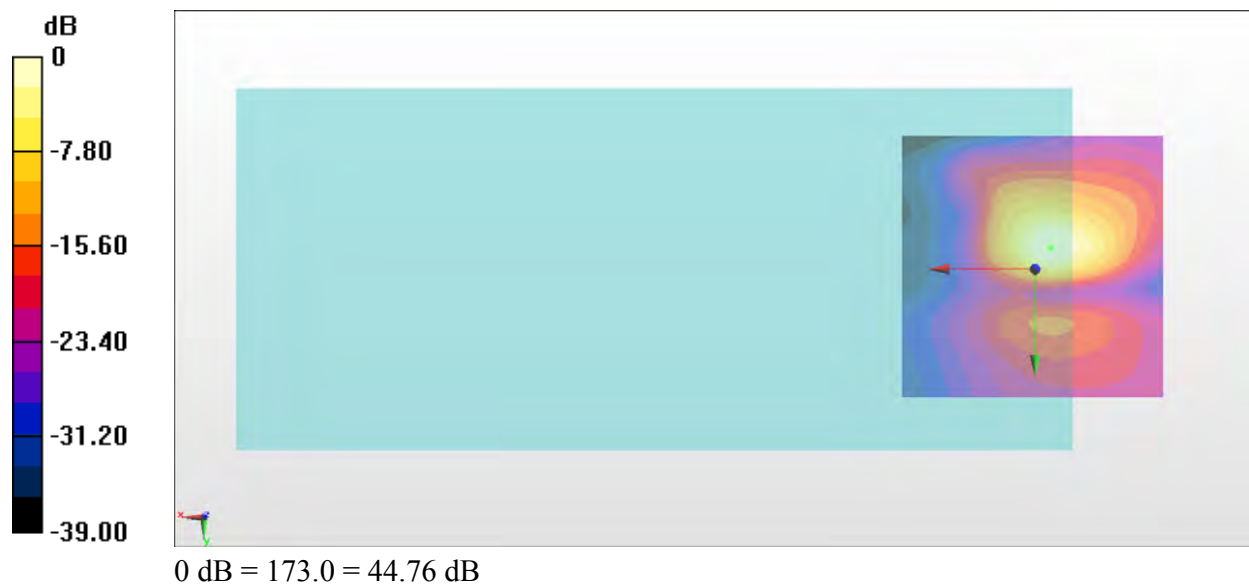 dB
0
-7.80
-15.60
-23.40
-31.20
-39.00
x
z
y
0 dB = 173.0 = 44.76 dB